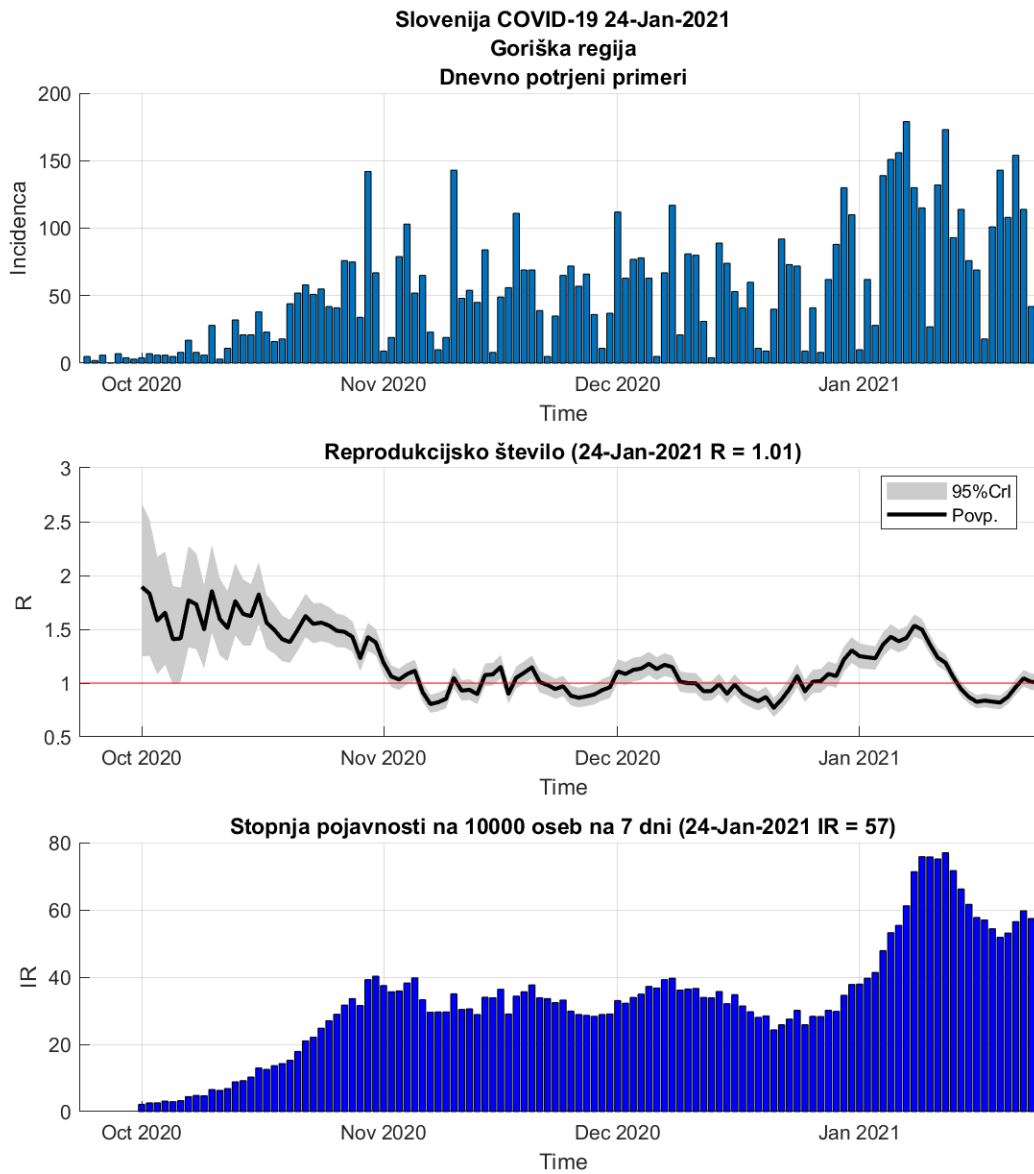 Slovenija COVID-19 24-Jan-2021
Goriška regija
Dnevno potrjeni primeri
200
150
100
50
0
Incidenca
Oct 2020
Nov 2020
Dec 2020
Jan 2021
Time
Reprodukcijsko število (24-Jan-2021 R = 1.01)
3
2.5
2
1.5
1
0.5
R
95%CrI
Povp.
Oct 2020
Nov 2020
Dec 2020
Jan 2021
Time
Stopnja pojavnosti na 10000 oseb na 7 dni (24-Jan-2021 IR = 57)
80
60
40
20
0
IR
Oct 2020
Nov 2020
Dec 2020
Jan 2021
Time